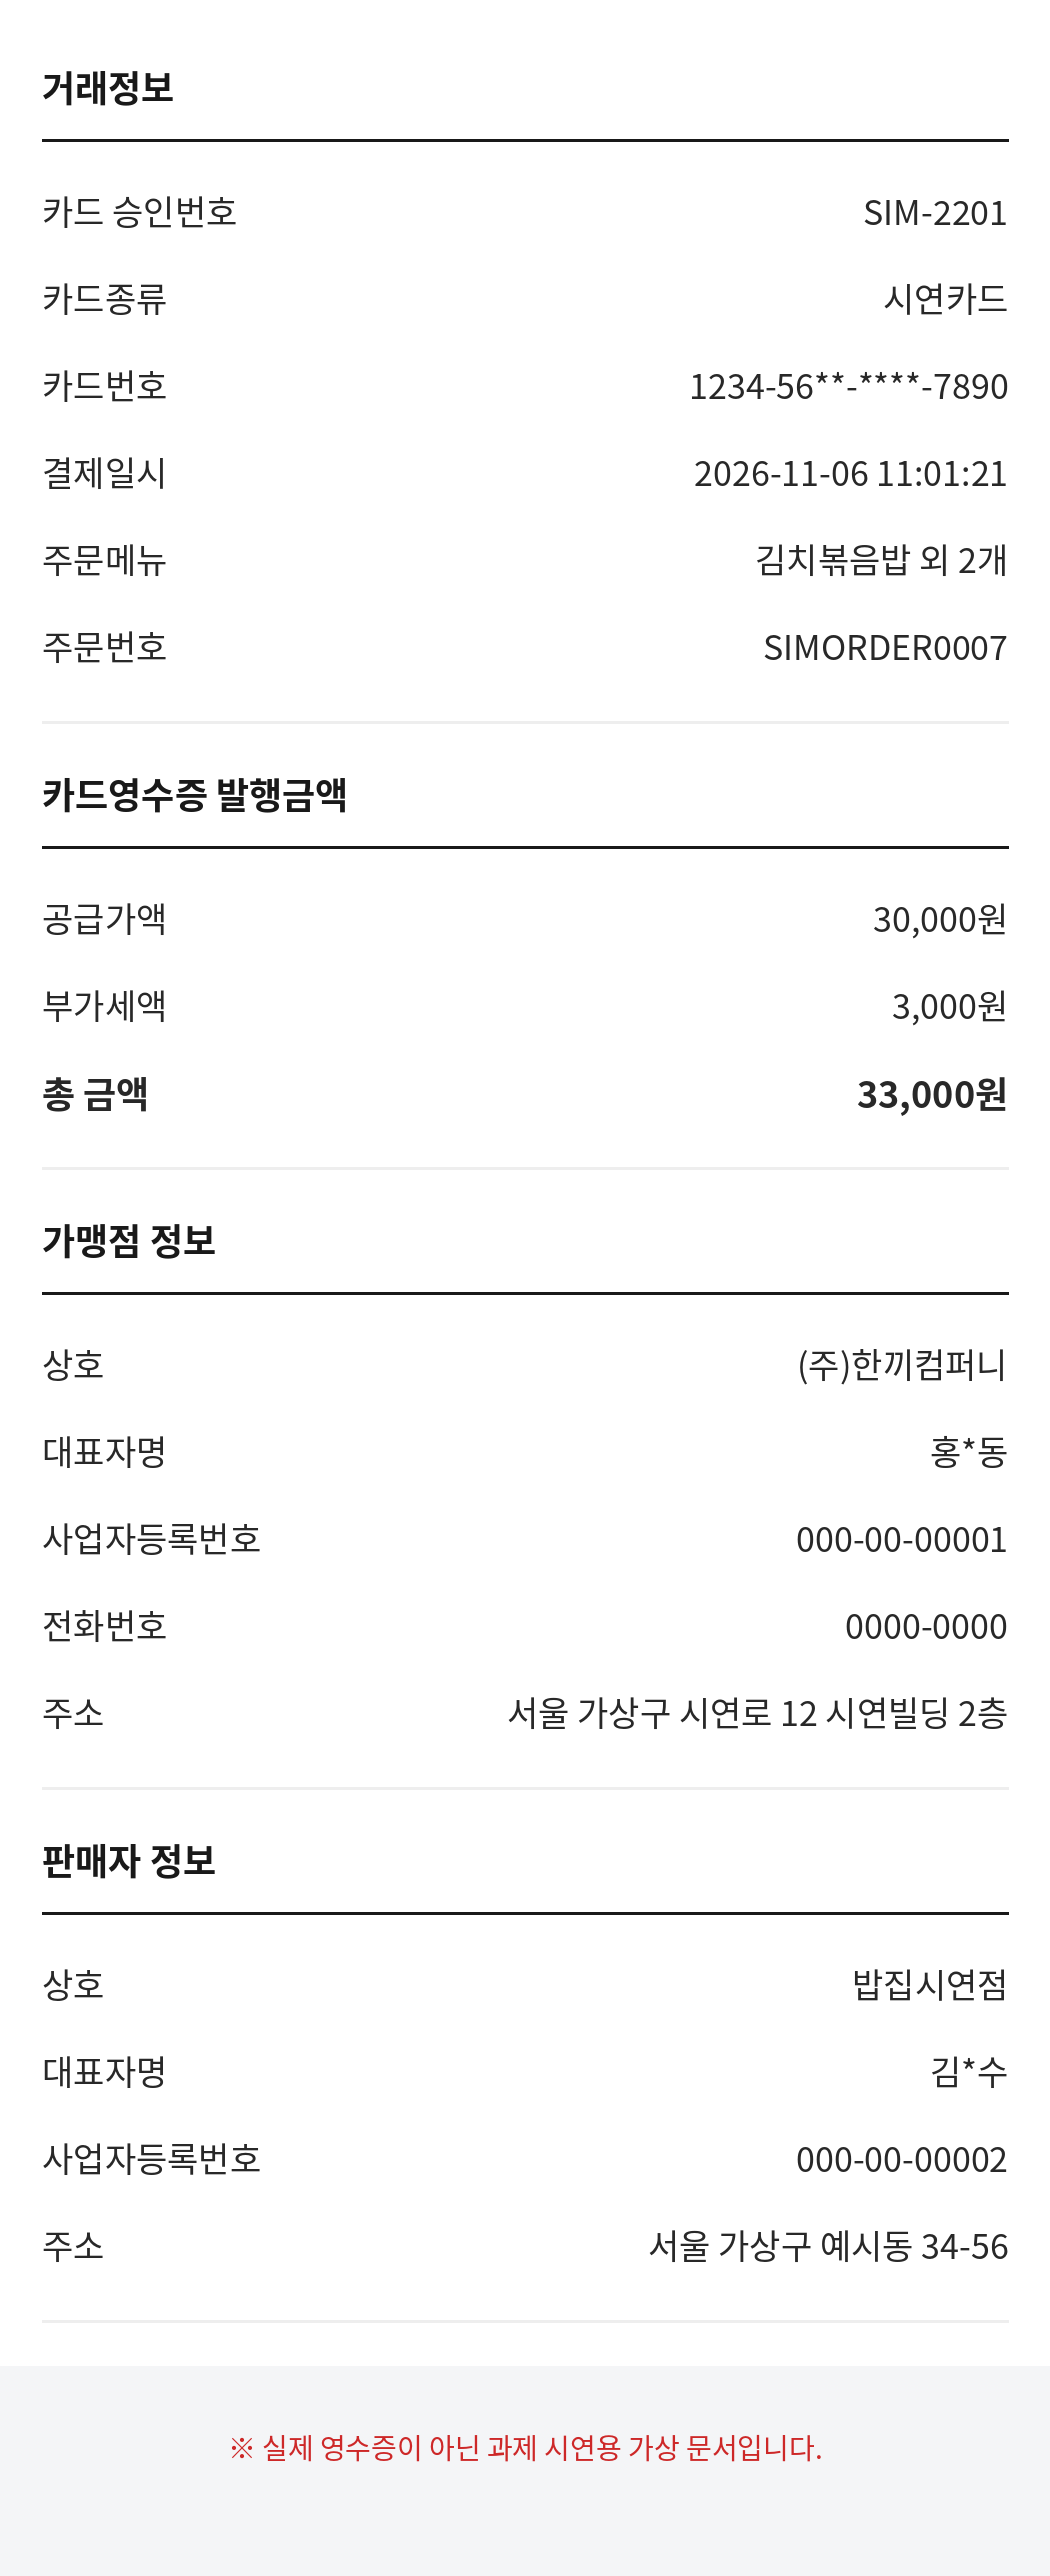 거래정보
카드 승인번호 SIM-2201
카드종류 시연카드
카드번호 1234-56**-****-7890
결제일시 2026-11-06 11:01:21
주문메뉴 김치볶음밥 외 2개
주문번호 SIMORDER0007
카드영수증 발행금액
공급가액 30,000원
부가세액 3,000원
총 금액 33,000원
가맹점 정보
상호 (주)한끼컴퍼니
대표자명 홍*동
사업자등록번호 000-00-00001
전화번호 0000-0000
주소 서울 가상구 시연로 12 시연빌딩 2층
판매자 정보
상호 밥집시연점
대표자명 김*수
사업자등록번호 000-00-00002
주소 서울 가상구 예시동 34-56
※ 실제 영수증이 아닌 과제 시연용 가상 문서입니다.